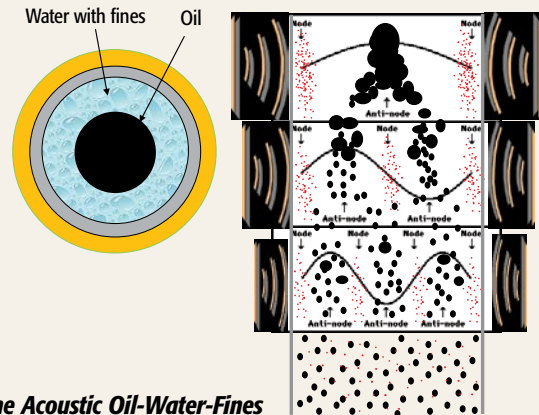 Water with fines
Oil
Node Node
Anti-node
Node Node Node
Anti-node Anti-node
Node Node Node Node
Anti-node Anti-node Anti-node
Acoustic Oil-Water-Fines